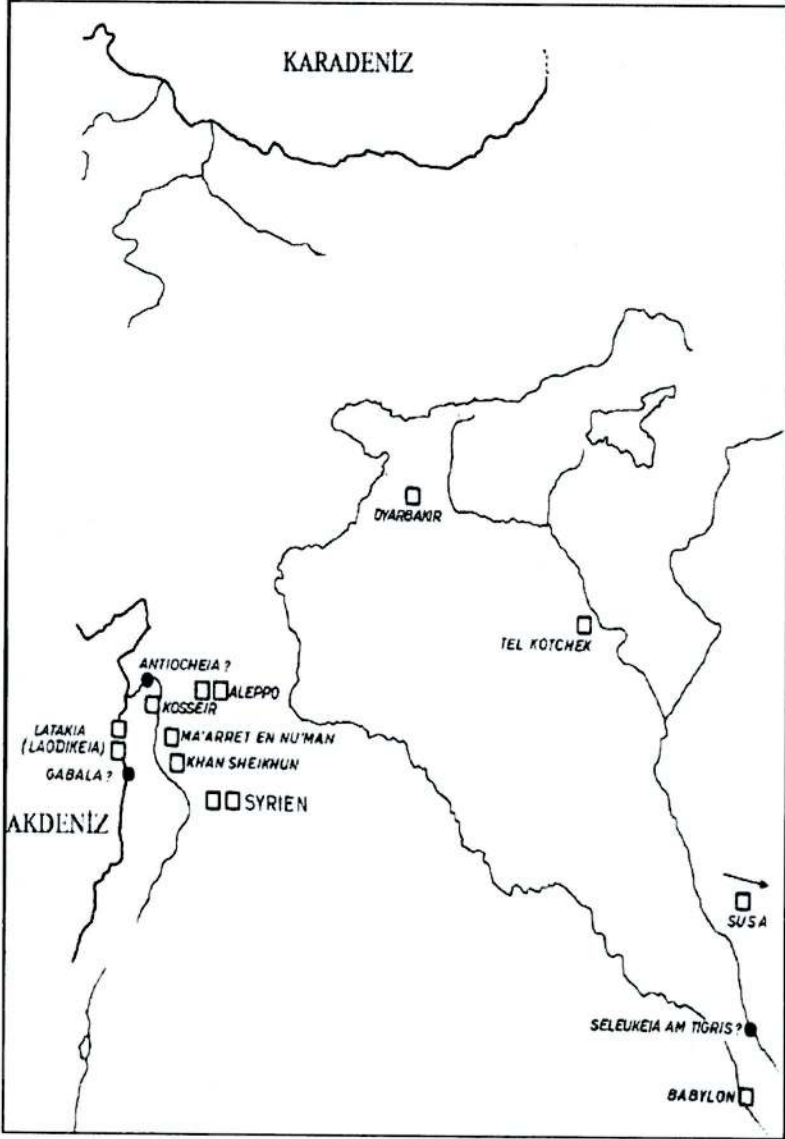 KARADENİZ
DYARBAKIR
TEL KOTCHEK
ANTIOCHEIA ?
ALEPPO
KOSSEIR
LATAKIA
(LAODIKEIA)
MA'ARRET EN NU'MAN
KHAN SHEIKHUN
GABALA ?
SYRIEN
AKDENİZ
SUSA
SELEUKEIA AM TIGRIS ?
BABYLON